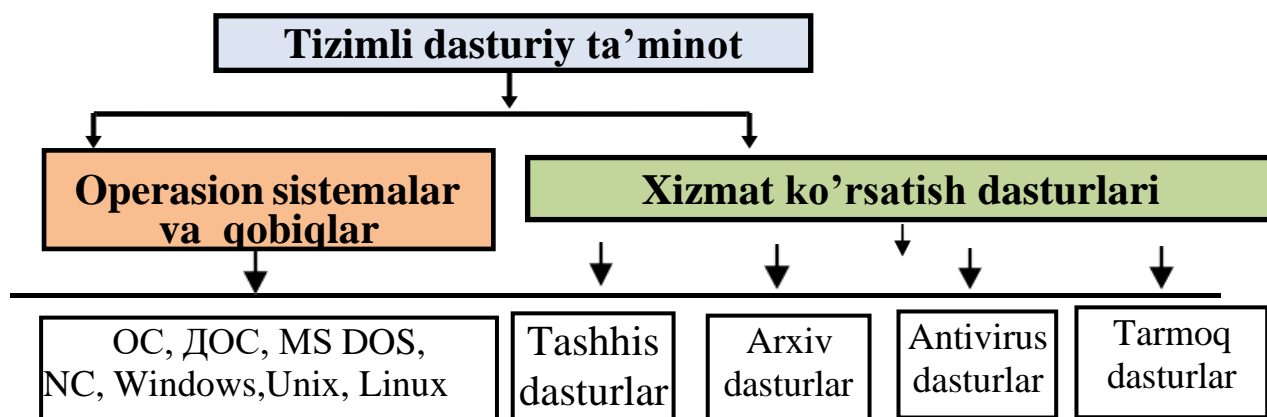 Tizimli dasturiy ta’minot
Operasion sistemalar
va qobiqlar
Xizmat ko’rsatish dasturlari
ОС, ДОС, MS DOS,
NC, Windows,Unix, Linux
Tashhis
dasturlar
Arxiv
dasturlar
Antivirus
dasturlar
Tarmoq
dasturlar